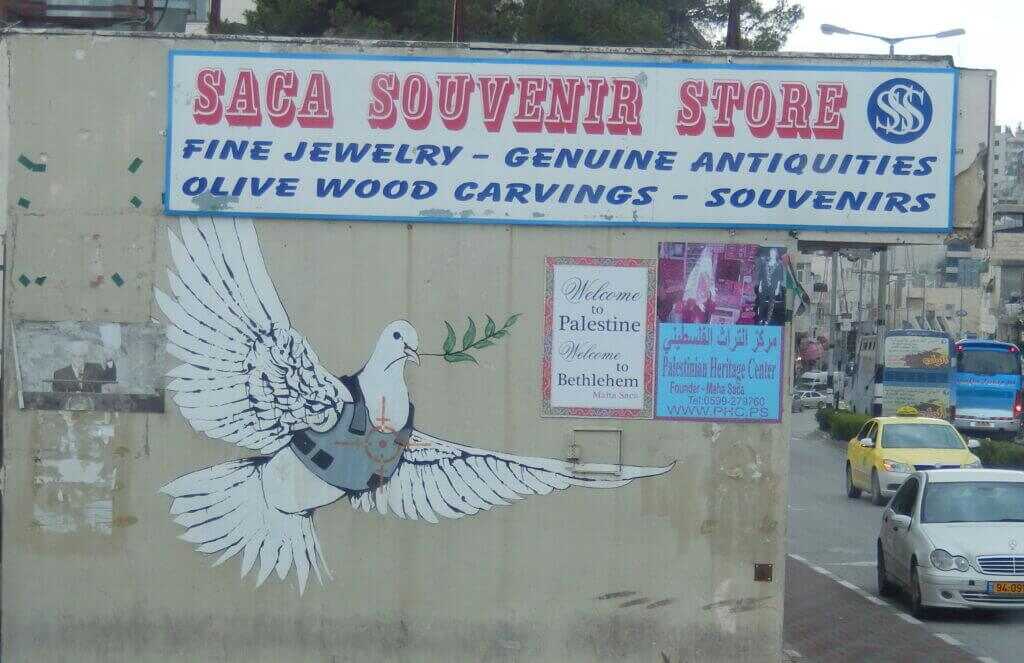 SACA SOUVENIR STORE
SSS
FINE JEWELRY - GENUINE ANTIQUITIES
OLIVE WOOD CARVINGS - SOUVENIRS
Welcome
to
Palestine
Welcome
to
Bethlehem
Maha Saca
مركز التراث الفلسطيني
Palestinian Heritage Center
Founder - Maha Saca
Tel:0599-279760
WWW.PHC.PS